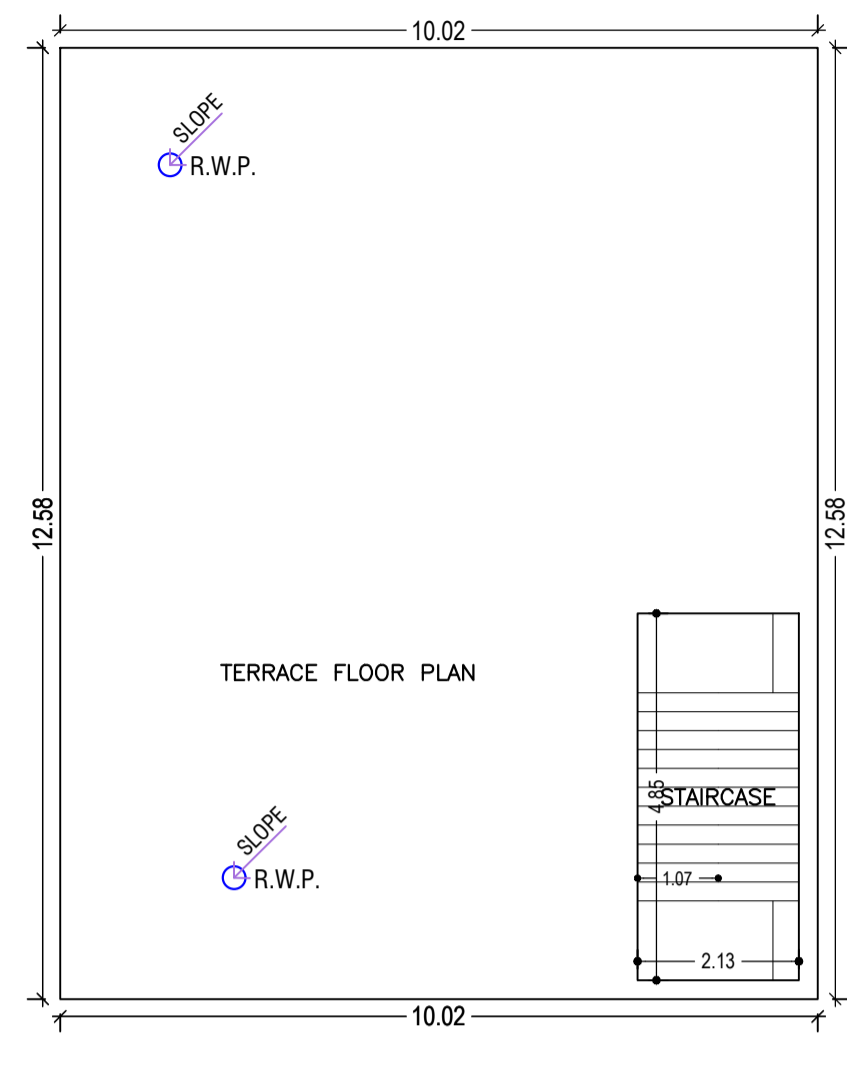 10.02
SLOPE
R.W.P.
12.58
12.58
TERRACE FLOOR PLAN
4.85
STAIRCASE
SLOPE
R.W.P.
1.07
2.13
10.02